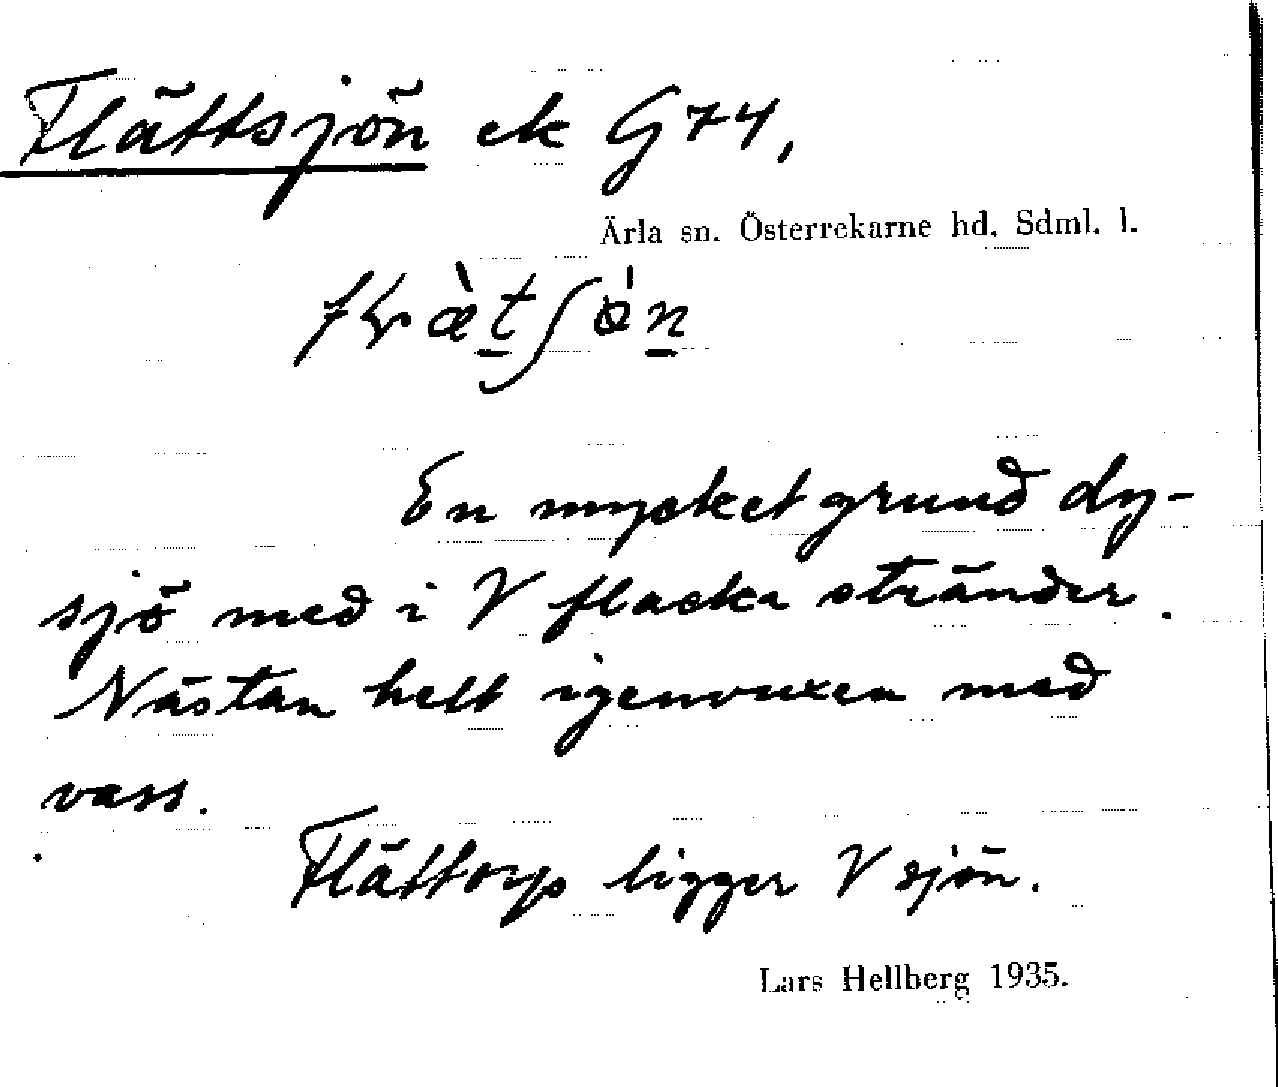 Flättsjön ek G74,
Ärla sn. Österrekarne hd. Sdml. l.
En mycket grund dy-
sjö med i V flacka stränder.
Nästan helt igenvuxen med
vass.
Flättorp ligger V sjön.
Lars Hellberg 1935.